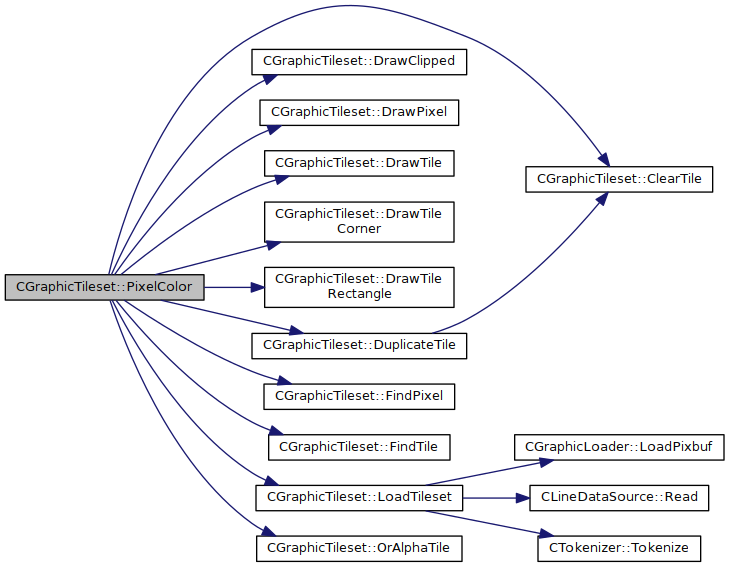 CGraphicTileset::PixelColor
CGraphicTileset::DrawClipped
CGraphicTileset::DrawPixel
CGraphicTileset::DrawTile
CGraphicTileset::DrawTile
Corner
CGraphicTileset::DrawTile
Rectangle
CGraphicTileset::DuplicateTile
CGraphicTileset::FindPixel
CGraphicTileset::FindTile
CGraphicTileset::LoadTileset
CGraphicTileset::OrAlphaTile
CGraphicTileset::ClearTile
CGraphicLoader::LoadPixbuf
CLineDataSource::Read
CTokenizer::Tokenize